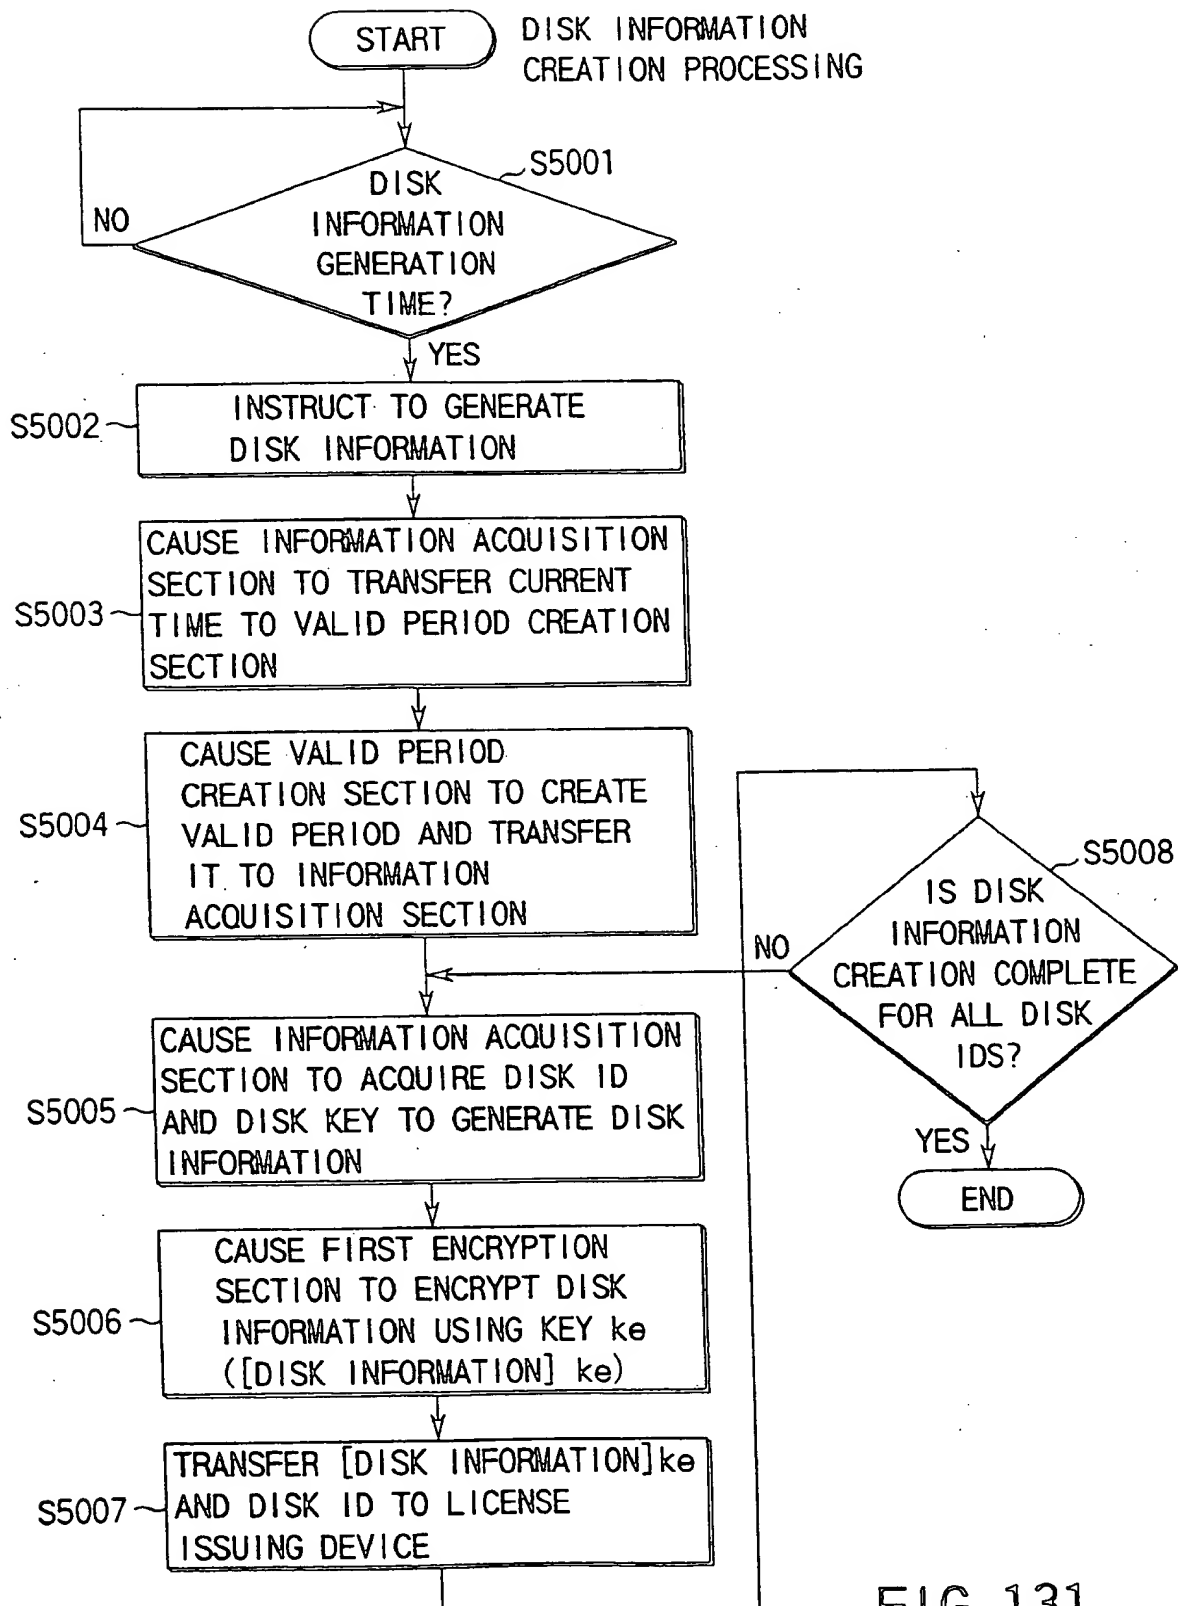 START
DISK INFORMATION
CREATION PROCESSING
S5001
DISK
INFORMATION
GENERATION
TIME?
NO
YES
S5002
INSTRUCT TO GENERATE
DISK INFORMATION
S5003
CAUSE INFORMATION ACQUISITION
SECTION TO TRANSFER CURRENT
TIME TO VALID PERIOD CREATION
SECTION
S5004
CAUSE VALID PERIOD
CREATION SECTION TO CREATE
VALID PERIOD AND TRANSFER
IT TO INFORMATION
ACQUISITION SECTION
S5005
CAUSE INFORMATION ACQUISITION
SECTION TO ACQUIRE DISK ID
AND DISK KEY TO GENERATE DISK
INFORMATION
S5006
CAUSE FIRST ENCRYPTION
SECTION TO ENCRYPT DISK
INFORMATION USING KEY ke
([DISK INFORMATION] ke)
S5007
TRANSFER [DISK INFORMATION]ke
AND DISK ID TO LICENSE
ISSUING DEVICE
S5008
IS DISK
INFORMATION
CREATION COMPLETE
FOR ALL DISK
IDS?
NO
YES
END
FIG. 131